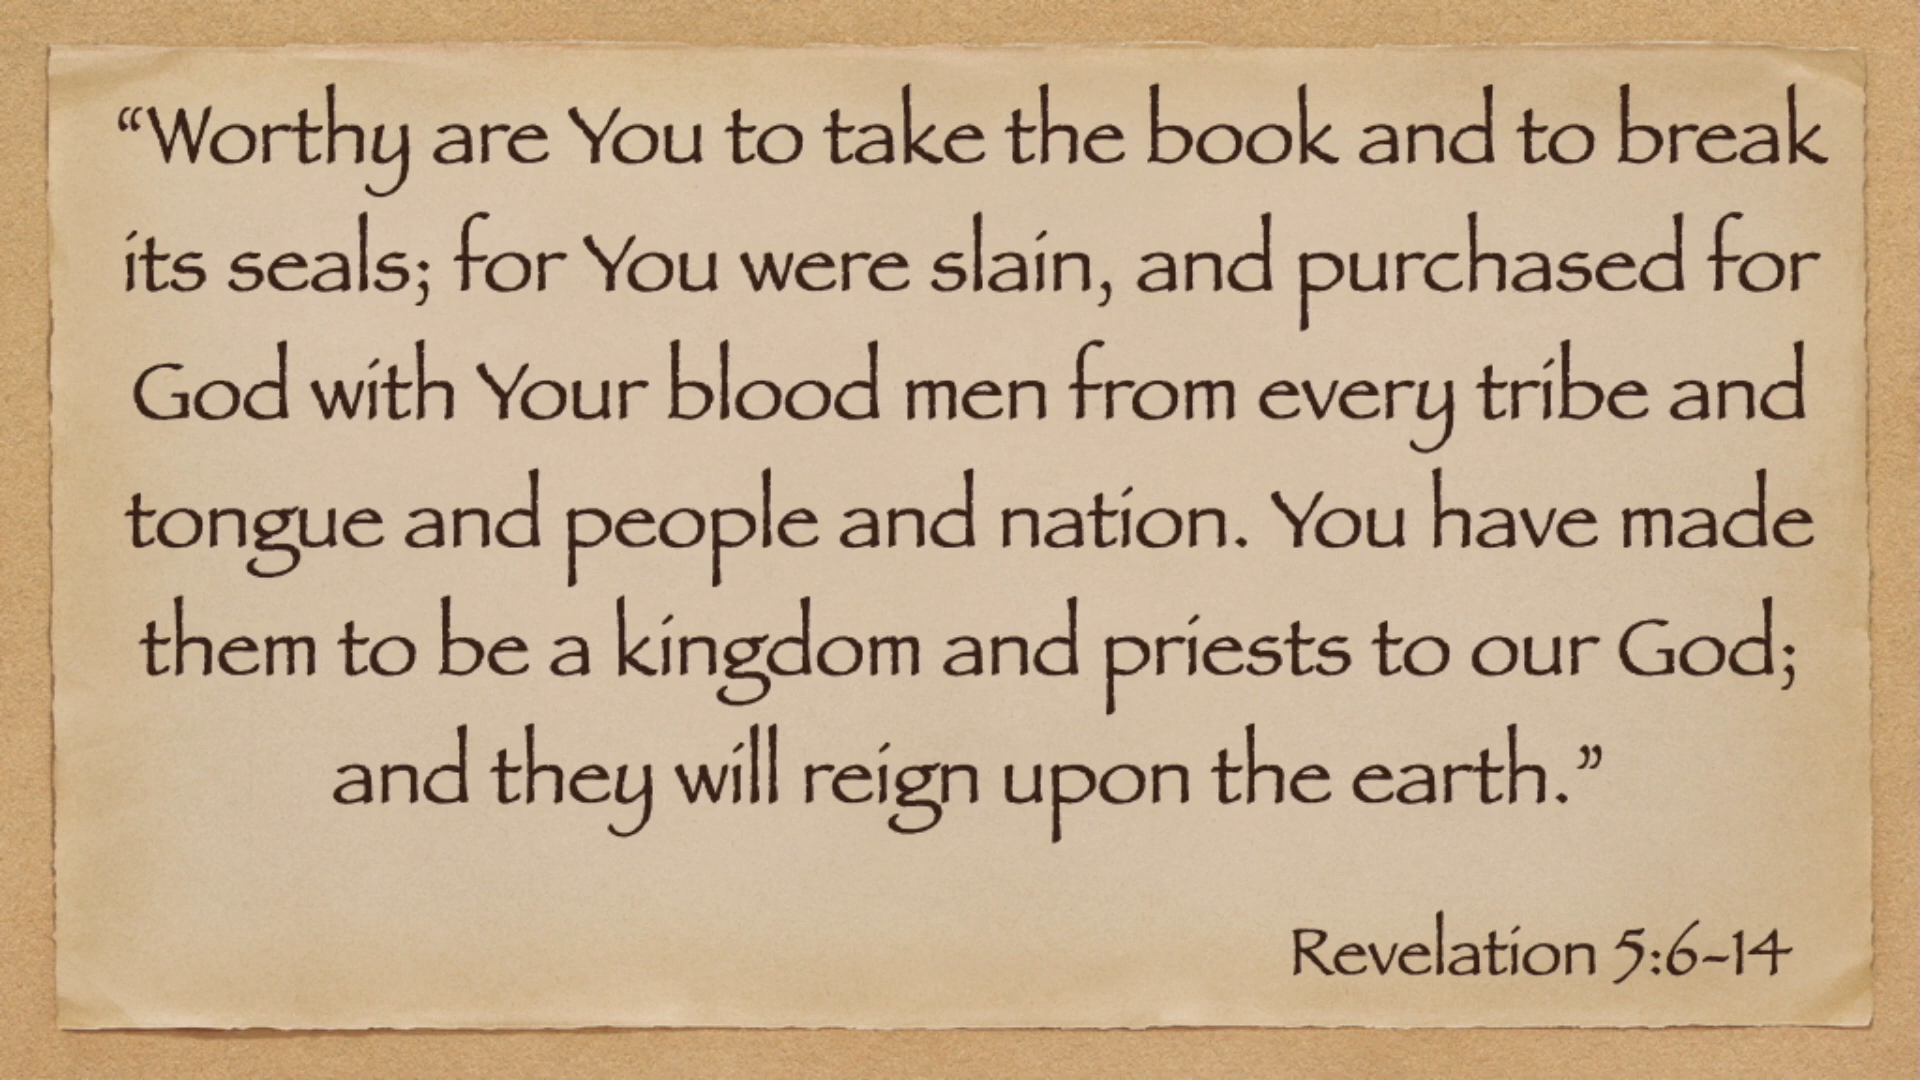 “Worthy are You to take the book and to break
its seals; for You were slain, and purchased for
God with Your blood men from every tribe and
tongue and people and nation. You have made
them to be a kingdom and priests to our God;
and they will reign upon the earth.”
Revelation 5:6-14